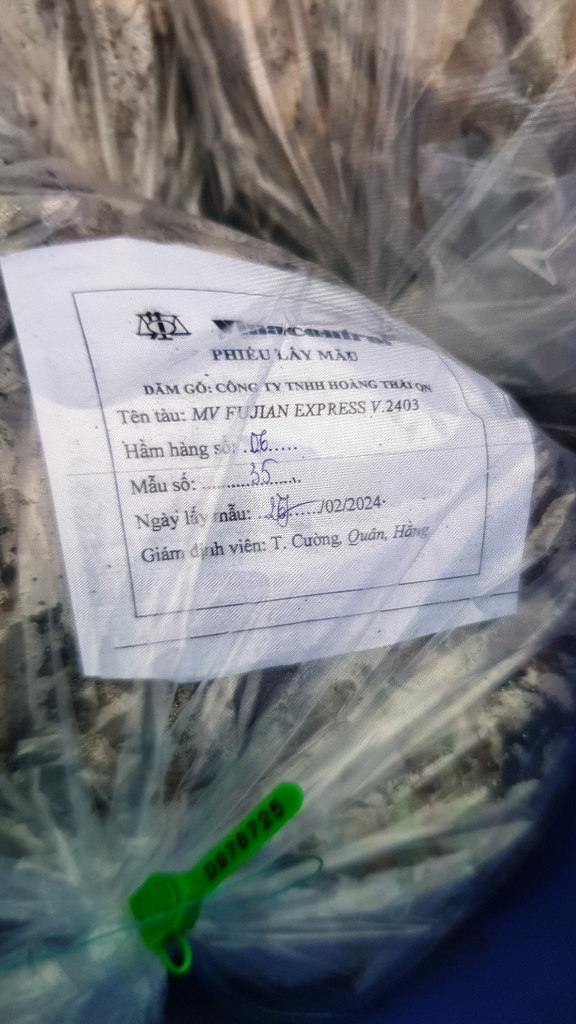 Vinacontrol
PHIẾU LẤY MẪU
DĂM GỖ: CÔNG TY TNHH HOÀNG THÁI QN
Tên tàu: MV FUJIAN EXPRESS V.2403
Hầm hàng số: .06.....
Mẫu số: ..........35.......
Ngày lấy mẫu: ....../02/2024
Giám định viên: T. Cường, Quân, Hằng
D070725